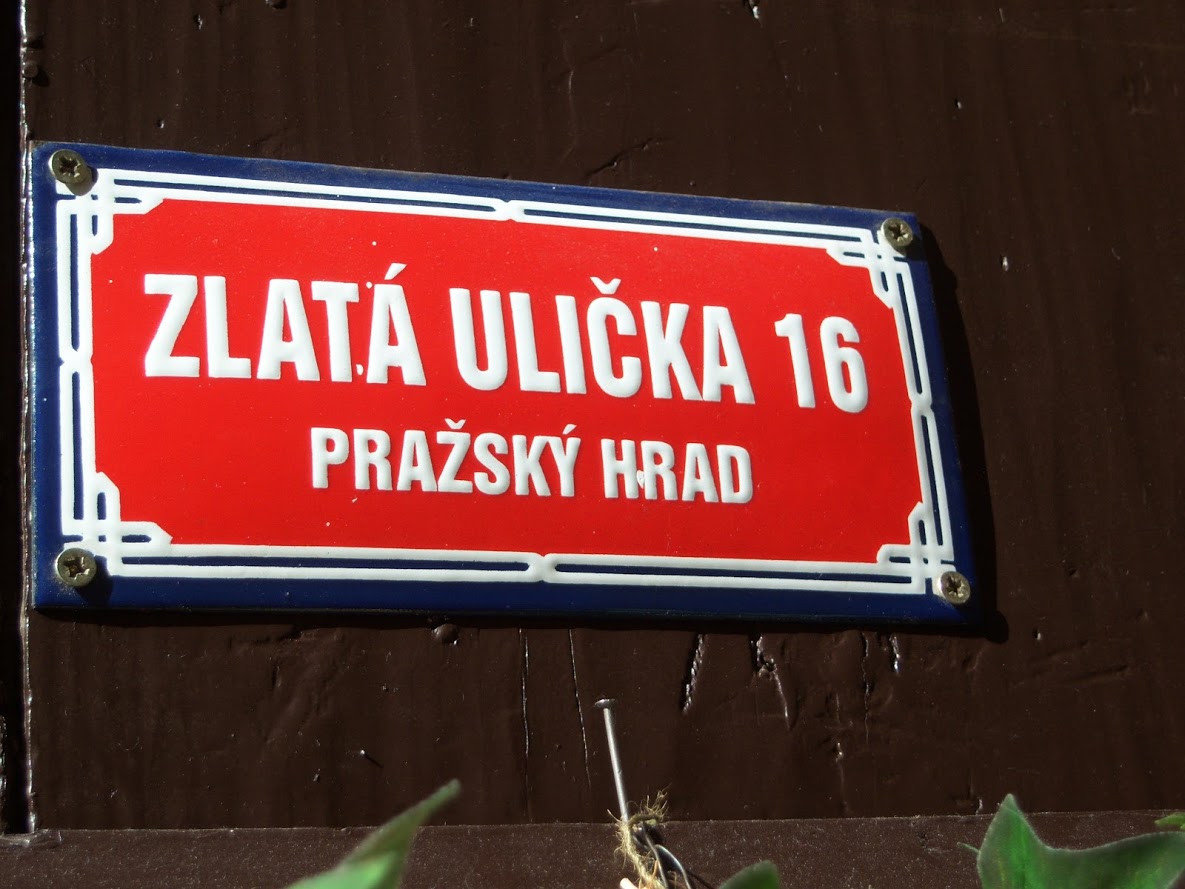 ZLATÁ ULIČKA 16
PRAŽSKÝ HRAD